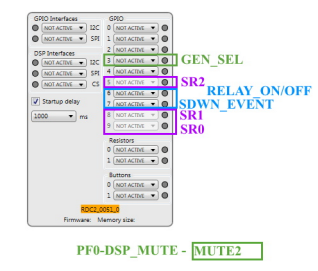 GPIO Interfaces GPIO
NOT ACTIVE I2C 0 NOT ACTIVE
NOT ACTIVE SPI 1 NOT ACTIVE
DSP Interfaces 2 NOT ACTIVE
NOT ACTIVE I2C 3 NOT ACTIVE GEN_SEL
NOT ACTIVE SPI 4 NOT ACTIVE
NOT ACTIVE CS 5 NOT ACTIVE SR2
6 NOT ACTIVE RELAY_ON/OFF
Startup delay 7 NOT ACTIVE SDWN_EVENT
1000 ms 8 NOT ACTIVE SR1
9 NOT ACTIVE SR0
Resistors
0 NOT ACTIVE
1 NOT ACTIVE
Buttons
0 NOT ACTIVE
1 NOT ACTIVE
RDC2_0051_0
Firmware: Memory size:
PF0-DSP_MUTE - MUTE2